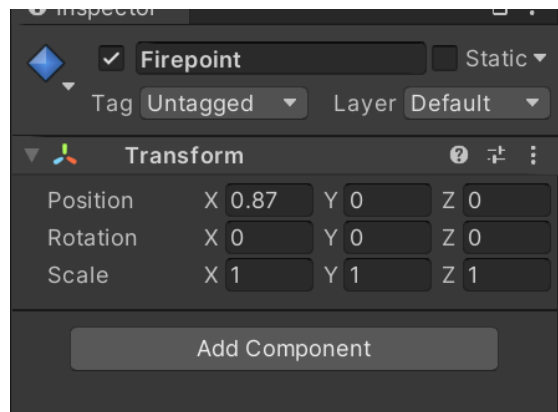 Inspector
Firepoint Static
Tag Untagged Layer Default
Transform
Position X 0.87 Y 0 Z 0
Rotation X 0 Y 0 Z 0
Scale X 1 Y 1 Z 1
Add Component